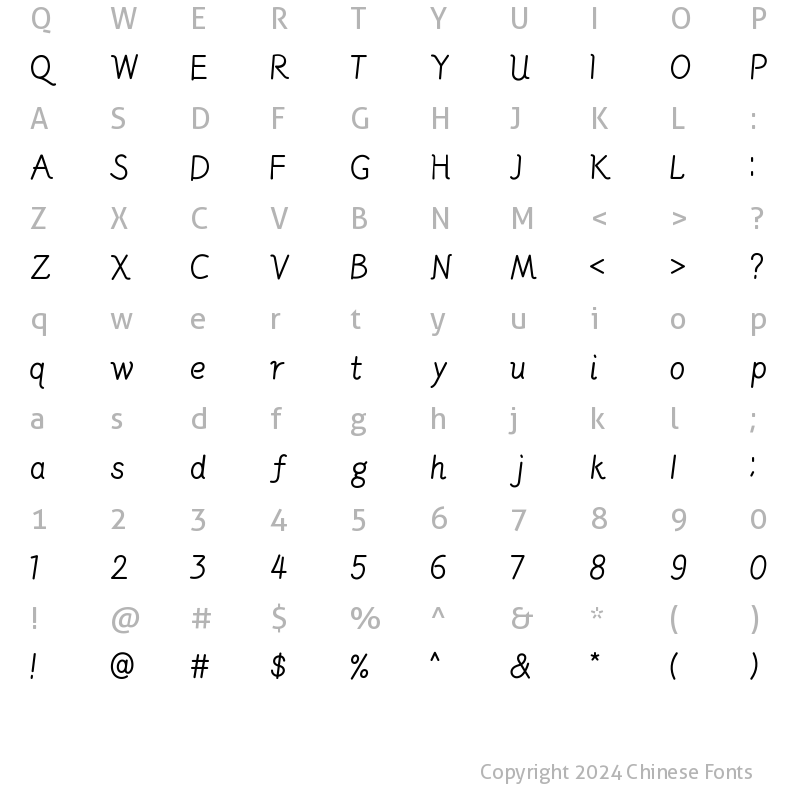 Q W E R T Y U I O P
Q W E R T Y U I O P
A S D F G H J K L :
A S D F G H J K L :
Z X C V B N M < > ?
Z X C V B N M < > ?
q w e r t y u i o p
q w e r t y u i o p
a s d f g h j k l ;
a s d f g h j k l ;
1 2 3 4 5 6 7 8 9 0
1 2 3 4 5 6 7 8 9 0
! @ # $ % ^ & * ( )
! @ # $ % ^ & * ( )
Copyright 2024 Chinese Fonts